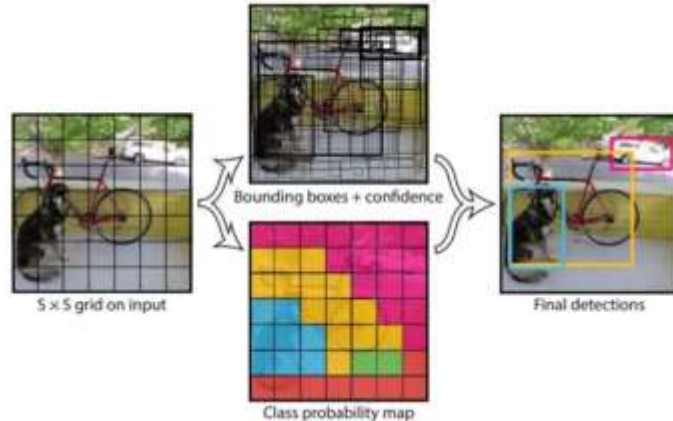 Bounding boxes + confidence
S × S grid on input
Final detections
Class probability map